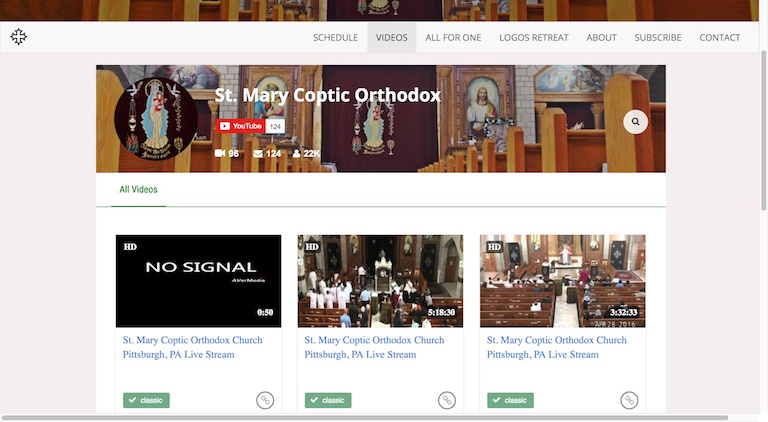 SCHEDULE VIDEOS ALL FOR ONE LOGOS RETREAT ABOUT SUBSCRIBE CONTACT
St. Mary Coptic Orthodox
YouTube 124
96 124 22K
All Videos
HD
NO SIGNAL
AVerMedia
0:50
HD
5:18:30
HD
3:32:33
APR 28 2016
St. Mary Coptic Orthodox Church
Pittsburgh, PA Live Stream
St. Mary Coptic Orthodox Church
Pittsburgh, PA Live Stream
St. Mary Coptic Orthodox Church
Pittsburgh, PA Live Stream
classic
classic
classic